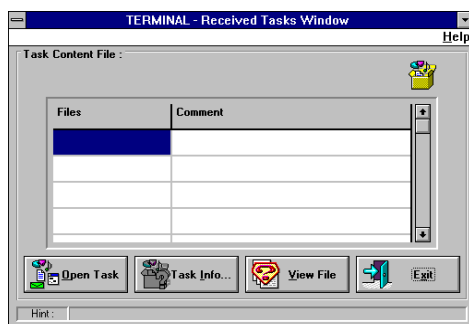 TERMINAL - Received Tasks Window
Help
Task Content File :
Files Comment
Open Task Task Info... View File Exit
Hint :